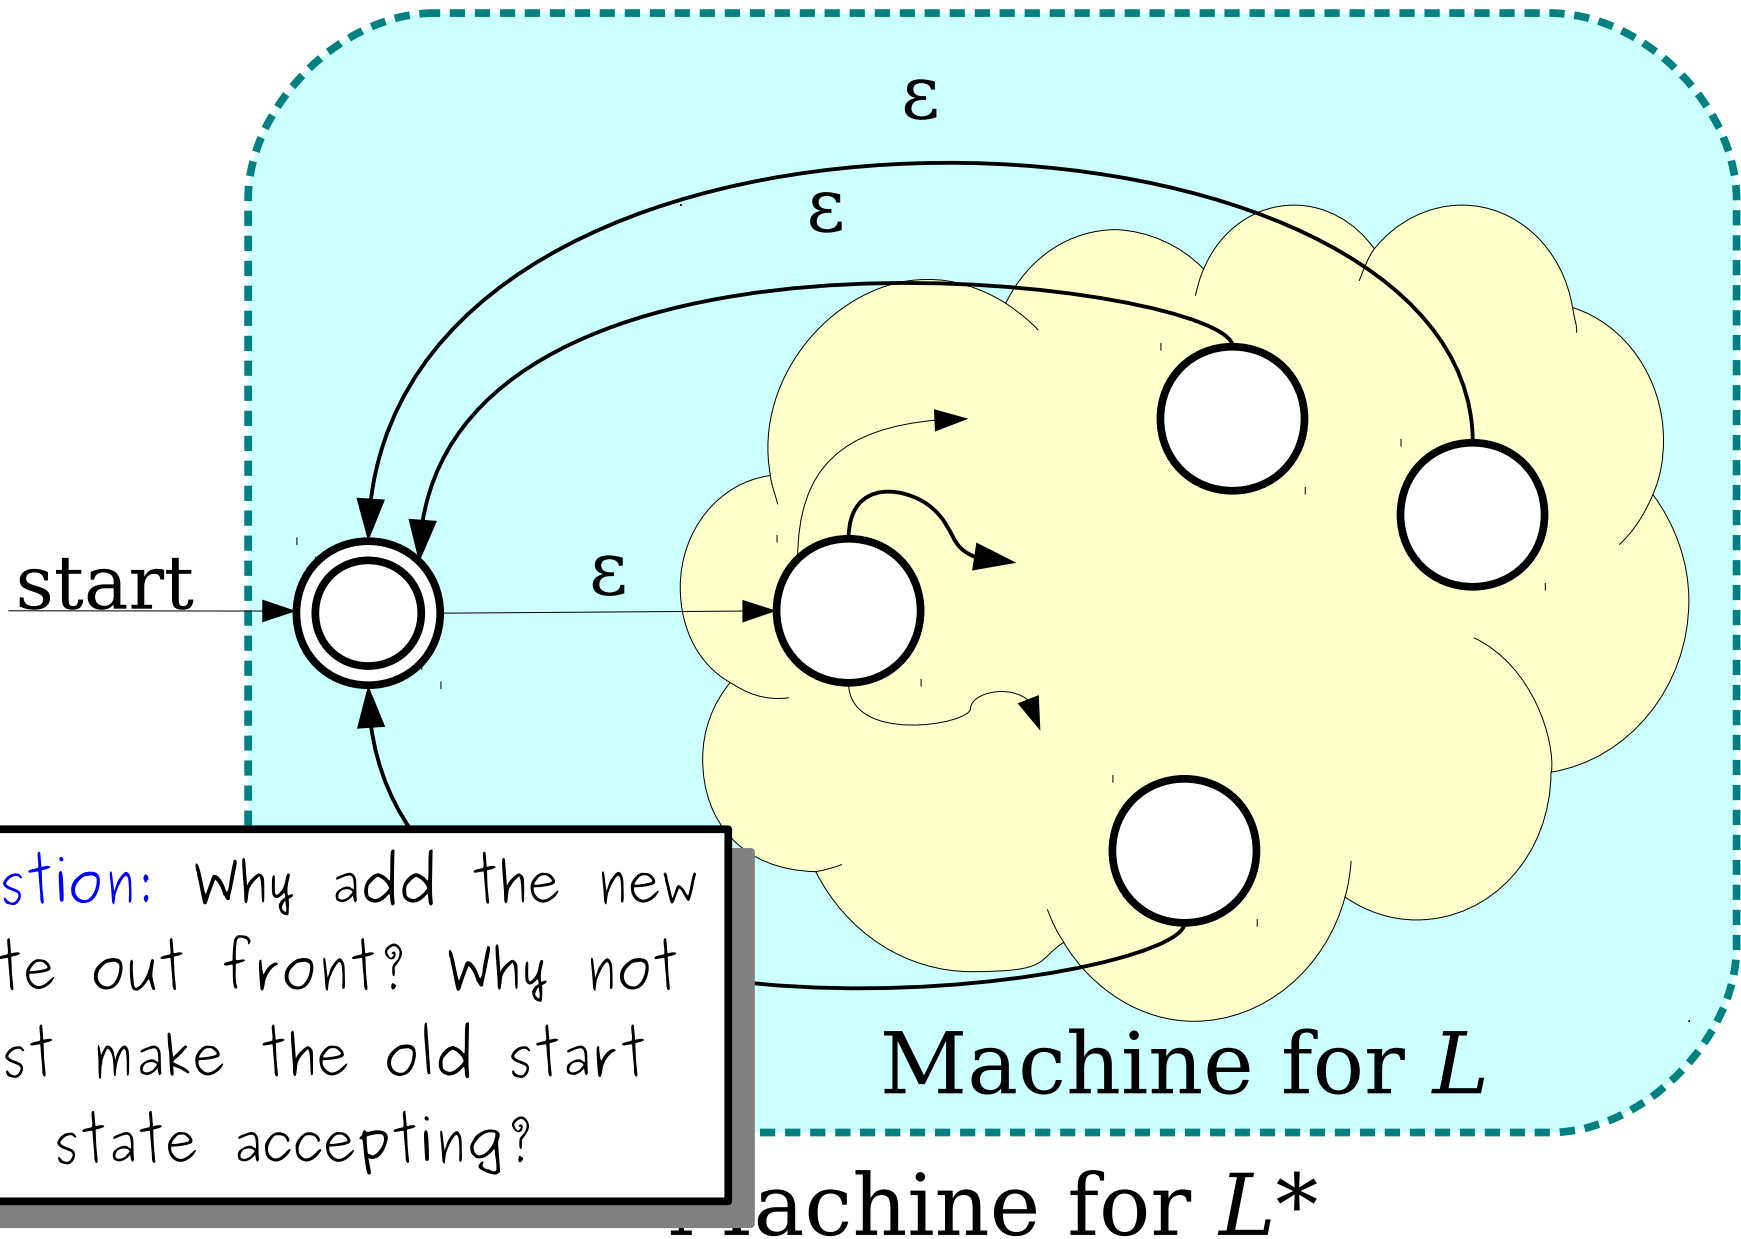 ε
ε
start
ε
stion: Why add the new
te out front? Why not
st make the old start
state accepting?
Machine for L
Machine for L*